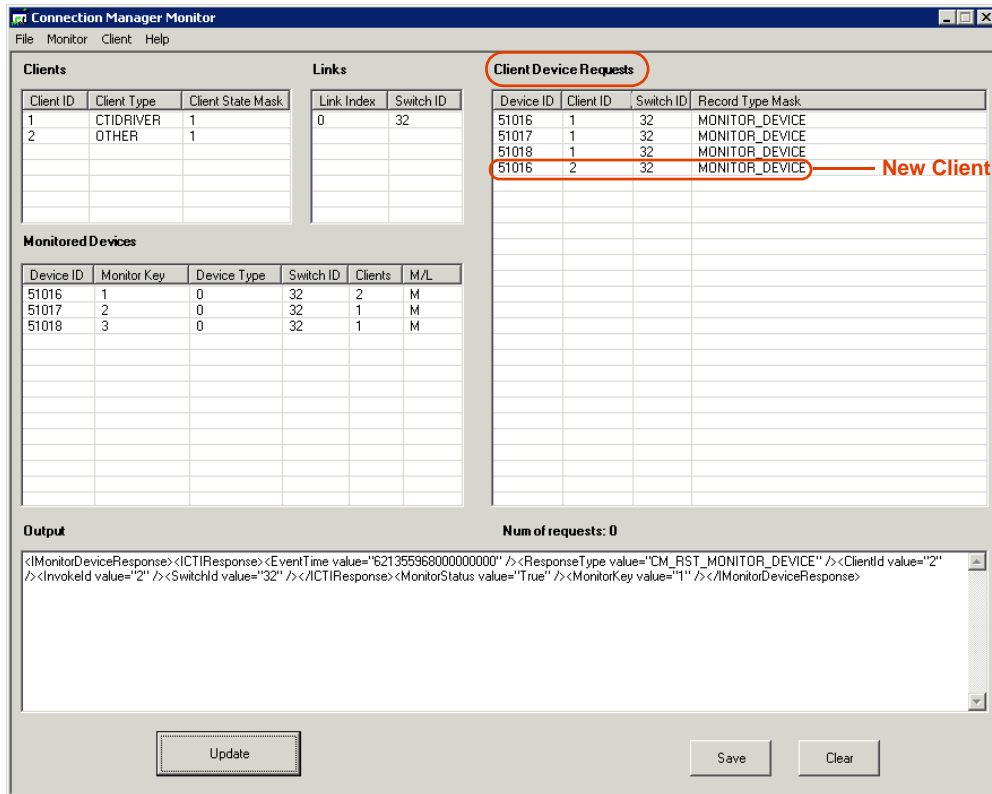 Connection Manager Monitor
File Monitor Client Help
Clients
Client ID Client Type Client State Mask
1 CTIDRIVER 1
2 OTHER 1
Links
Link Index Switch ID
0 32
Client Device Requests
Device ID Client ID Switch ID Record Type Mask
51016 1 32 MONITOR_DEVICE
51017 1 32 MONITOR_DEVICE
51018 1 32 MONITOR_DEVICE
51016 2 32 MONITOR_DEVICE
New Client
Monitored Devices
Device ID Monitor Key Device Type Switch ID Clients M/L
51016 1 0 32 2 M
51017 2 0 32 1 M
51018 3 0 32 1 M
Output
Num of requests: 0
<IMonitorDeviceResponse><ICTIResponse><EventTime value="621355968000000000" /><ResponseType value="CM_RST_MONITOR_DEVICE" /><ClientId value="2"
/><InvokeId value="2" /><SwitchId value="32" /></ICTIResponse><MonitorStatus value="True" /><MonitorKey value="1" /></IMonitorDeviceResponse>
Update
Save
Clear